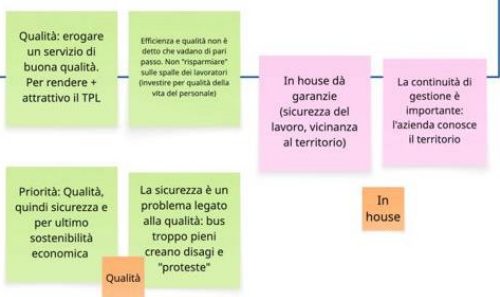 Qualità: erogare
un servizio di
buona qualità.
Per rendere +
attrattivo il TPL
Efficienza e qualità non è
detto che vadano di pari
passo. Non "risparmiare"
sulle spalle dei lavoratori
(investire per qualità della
vita del personale)
In house dà
garanzie
(sicurezza del
lavoro, vicinanza
al territorio)
La continuità di
gestione è
importante:
l'azienda conosce
il territorio
Priorità: Qualità,
quindi sicurezza e
per ultimo
sostenibilità
economica
La sicurezza è un
problema legato
alla qualità: bus
troppo pieni
creano disagi e
"proteste"
Qualità
In
house